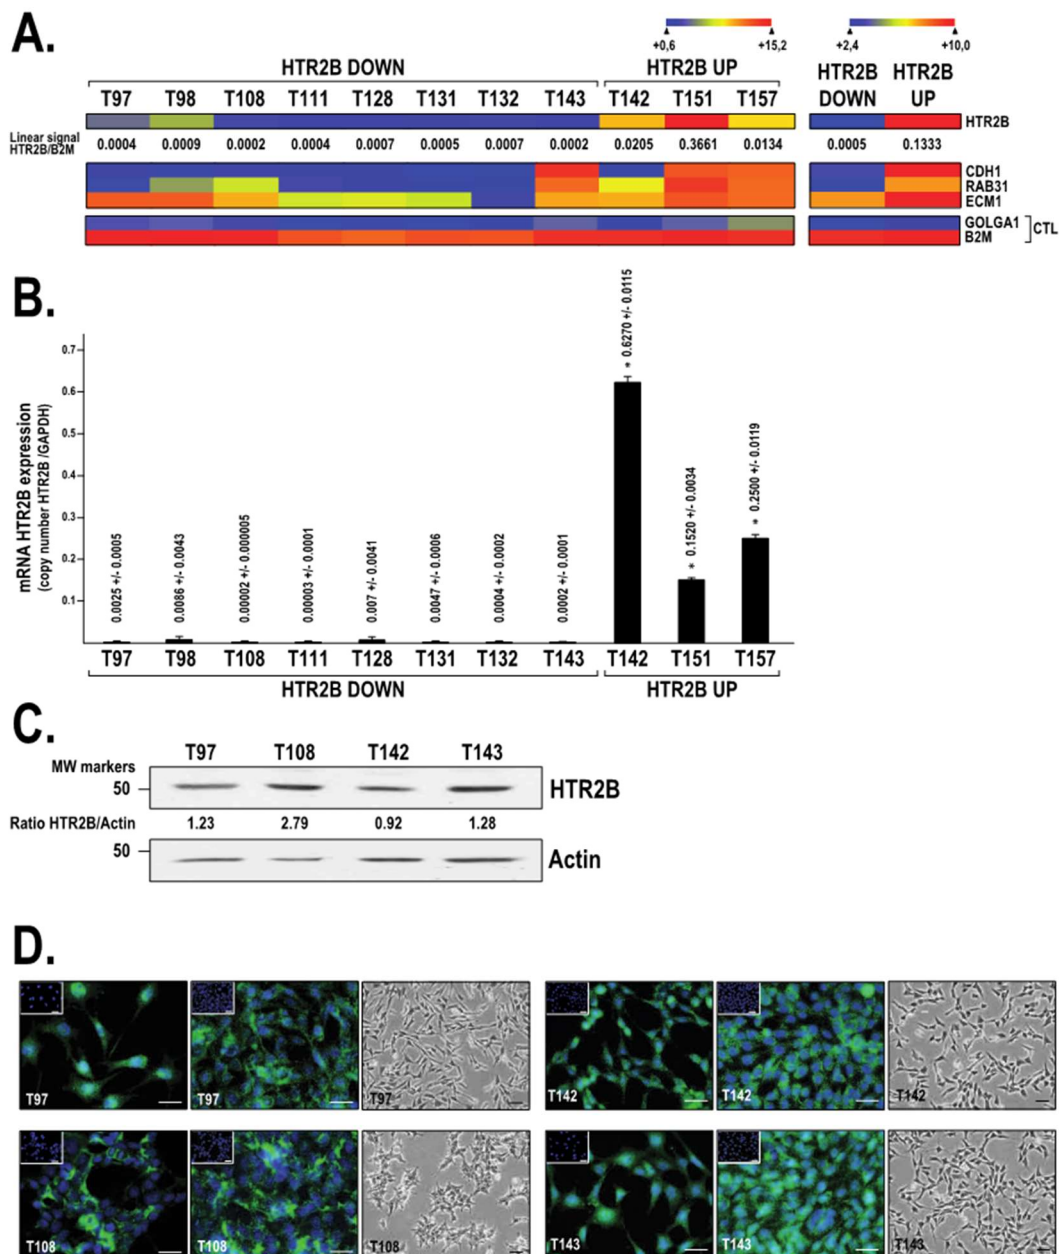 A.
+0,6 +15,2 +2,4 +10,0
HTR2B DOWN HTR2B UP HTR2B DOWN HTR2B UP
T97 T98 T108 T111 T128 T131 T132 T143 T142 T151 T157
HTR2B
Linear signal
HTR2B/B2M
0.0004 0.0009 0.0002 0.0004 0.0007 0.0005 0.0007 0.0002 0.0205 0.3661 0.0134 0.0005 0.1333
CDH1
RAB31
ECM1
GOLGA1
B2M
CTL
B.
mRNA HTR2B expression
(copy number HTR2B /GAPDH)
0.7
0.6
0.5
0.4
0.3
0.2
0.1
0.0025 +/- 0.0005
0.0086 +/- 0.0043
0.00002 +/- 0.000005
0.00003 +/- 0.0001
0.007 +/- 0.0041
0.0047 +/- 0.0006
0.0004 +/- 0.0002
0.0002 +/- 0.0001
* 0.6270 +/- 0.0115
* 0.1520 +/- 0.0034
* 0.2500 +/- 0.0119
T97 T98 T108 T111 T128 T131 T132 T143 T142 T151 T157
HTR2B DOWN HTR2B UP
C.
T97 T108 T142 T143
MW markers
50 HTR2B
Ratio HTR2B/Actin 1.23 2.79 0.92 1.28
50 Actin
D.
T97 T97 T97 T142 T142 T142
T108 T108 T108 T143 T143 T143